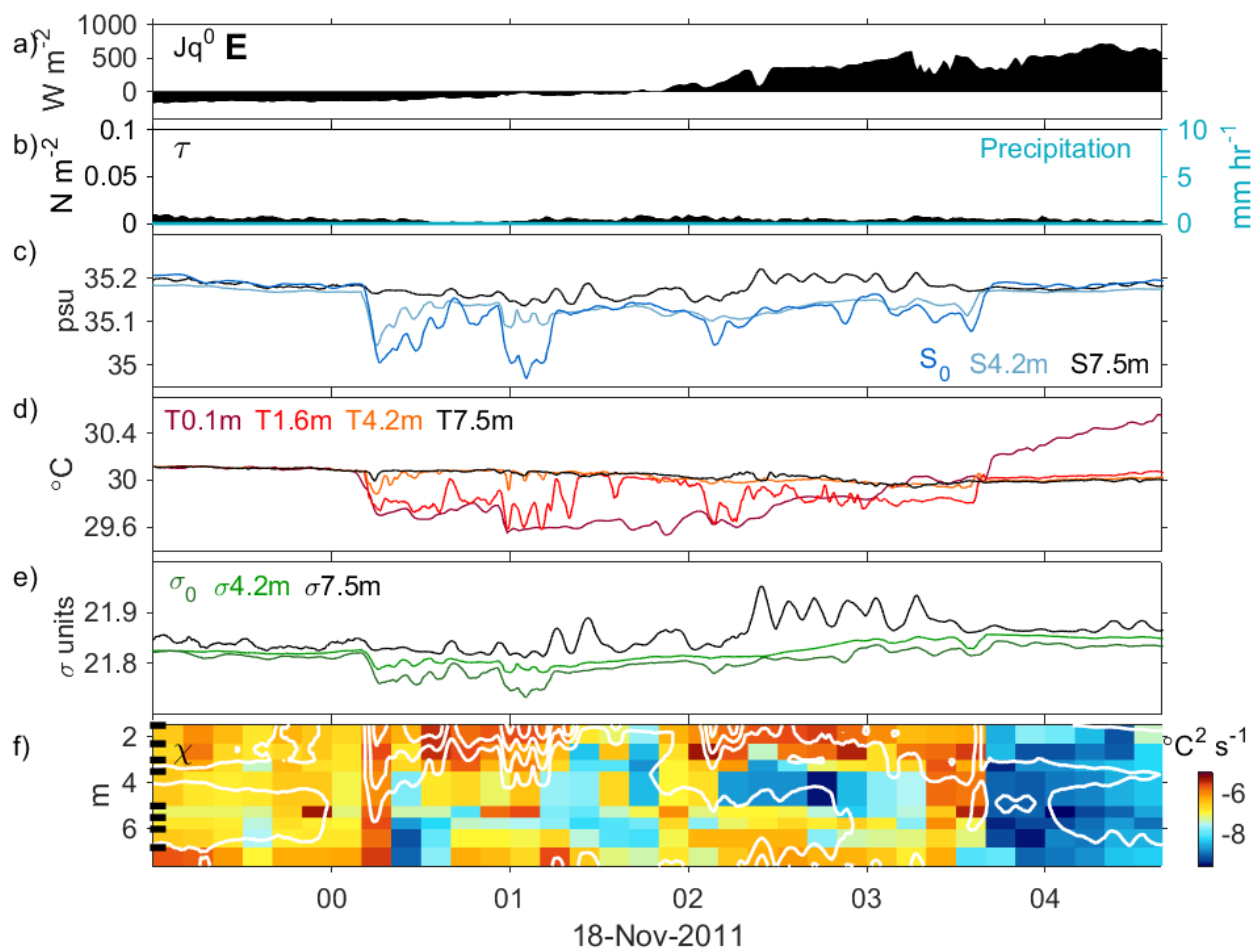 a)
W m-2
1000
500
0
Jq0 E
b)
N m-2
0.1
0.05
0
τ
Precipitation
10
5
0
mm hr-1
c)
psu
35.2
35.1
35
S0 S4.2m S7.5m
d)
°C
30.4
30
29.6
T0.1m T1.6m T4.2m T7.5m
e)
σ units
21.9
21.8
σ0 σ4.2m σ7.5m
f)
m
2
4
6
χ
°C2 s-1
-6
-8
00 01 02 03 04
18-Nov-2011